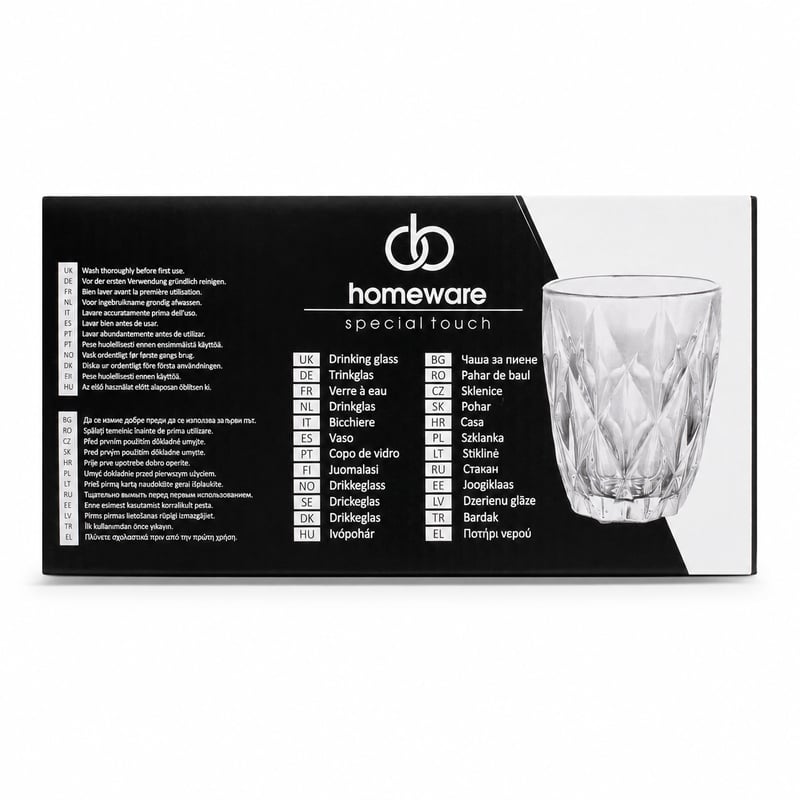 UK Wash thoroughly before first use.
DE Vor der ersten Verwendung gründlich reinigen.
FR Bien laver avant la première utilisation.
NL Voor ingebruikname grondig afwassen.
IT Lavare accuratamente prima dell'uso.
ES Lavar bien antes de usar.
PT Lavar abundantemente antes de utilizar.
PT Pese huolellisesti ennen ensimmäistä käyttöä.
NO Vask ordentligt før første gangs brug.
DK Diska ur ordentligt före första användningen.
FR Pese huolellisesti ennen käyttöä.
HU Az első használat előtt alaposan öblítsen ki.
BG Да се измие добре преди да се използва за първи път.
RO Spălați temeinic înainte de prima utilizare.
CZ Před prvním použitím důkladně umyjte.
SK Pred prvým použitím dôkladne umyte.
HR Prije prve upotrebe dobro operite.
PL Umyć dokładnie przed pierwszym użyciem.
LT Prieš pirmą kartą naudokite gerai išplaukite.
RU Тщательно вымыть перед первым использованием.
EE Enne esimest kasutamist korralikult pesta.
LV Pirms pirmas lietošanas rūpīgi izmazgājiet.
TR İlk kullanımdan önce yıkayın.
EL Πλύνετε σχολαστικά πριν από την πρώτη χρήση.
homeware
special touch
UK Drinking glass
DE Trinkglas
FR Verre à eau
NL Drinkglas
IT Bicchiere
ES Vaso
PT Copo de vidro
FI Juomalasi
NO Drikkeglass
SE Drickeglas
DK Drikkeglas
HU Ivópohár
BG Чаша за пиене
RO Pahar de baul
CZ Sklenice
SK Pohar
HR Casa
PL Szklanka
LT Stiklinė
RU Стакан
EE Joogiklaas
LV Dzerienu glāze
TR Bardak
EL Ποτήρι νερού